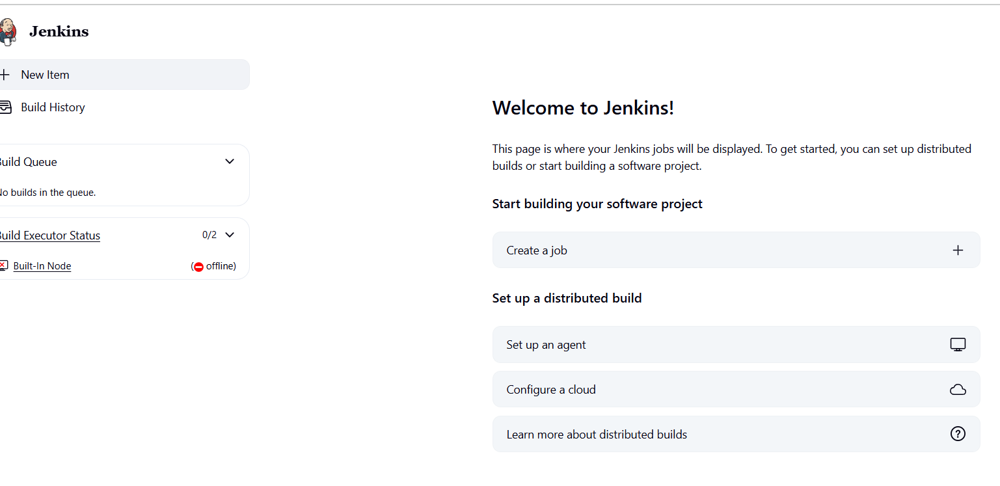 Jenkins
New Item
Build History
uild Queue
No builds in the queue.
uild Executor Status 0/2
Built-In Node (offline)
Welcome to Jenkins!
This page is where your Jenkins jobs will be displayed. To get started, you can set up distributed
builds or start building a software project.
Start building your software project
Create a job
Set up a distributed build
Set up an agent
Configure a cloud
Learn more about distributed builds